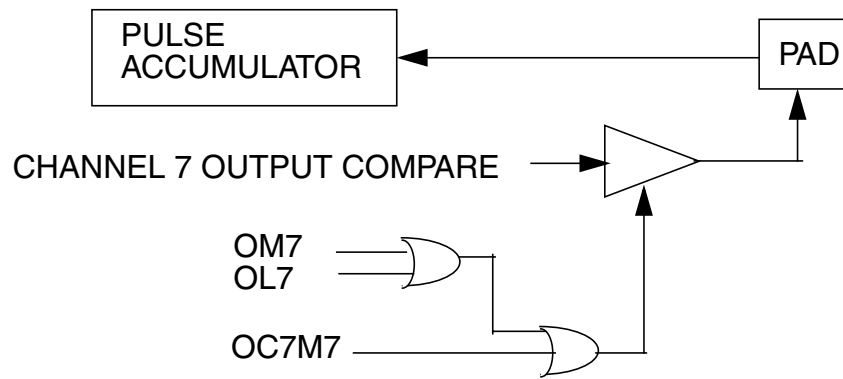 PULSE
ACCUMULATOR
PAD
CHANNEL 7 OUTPUT COMPARE
OM7
OL7
OC7M7